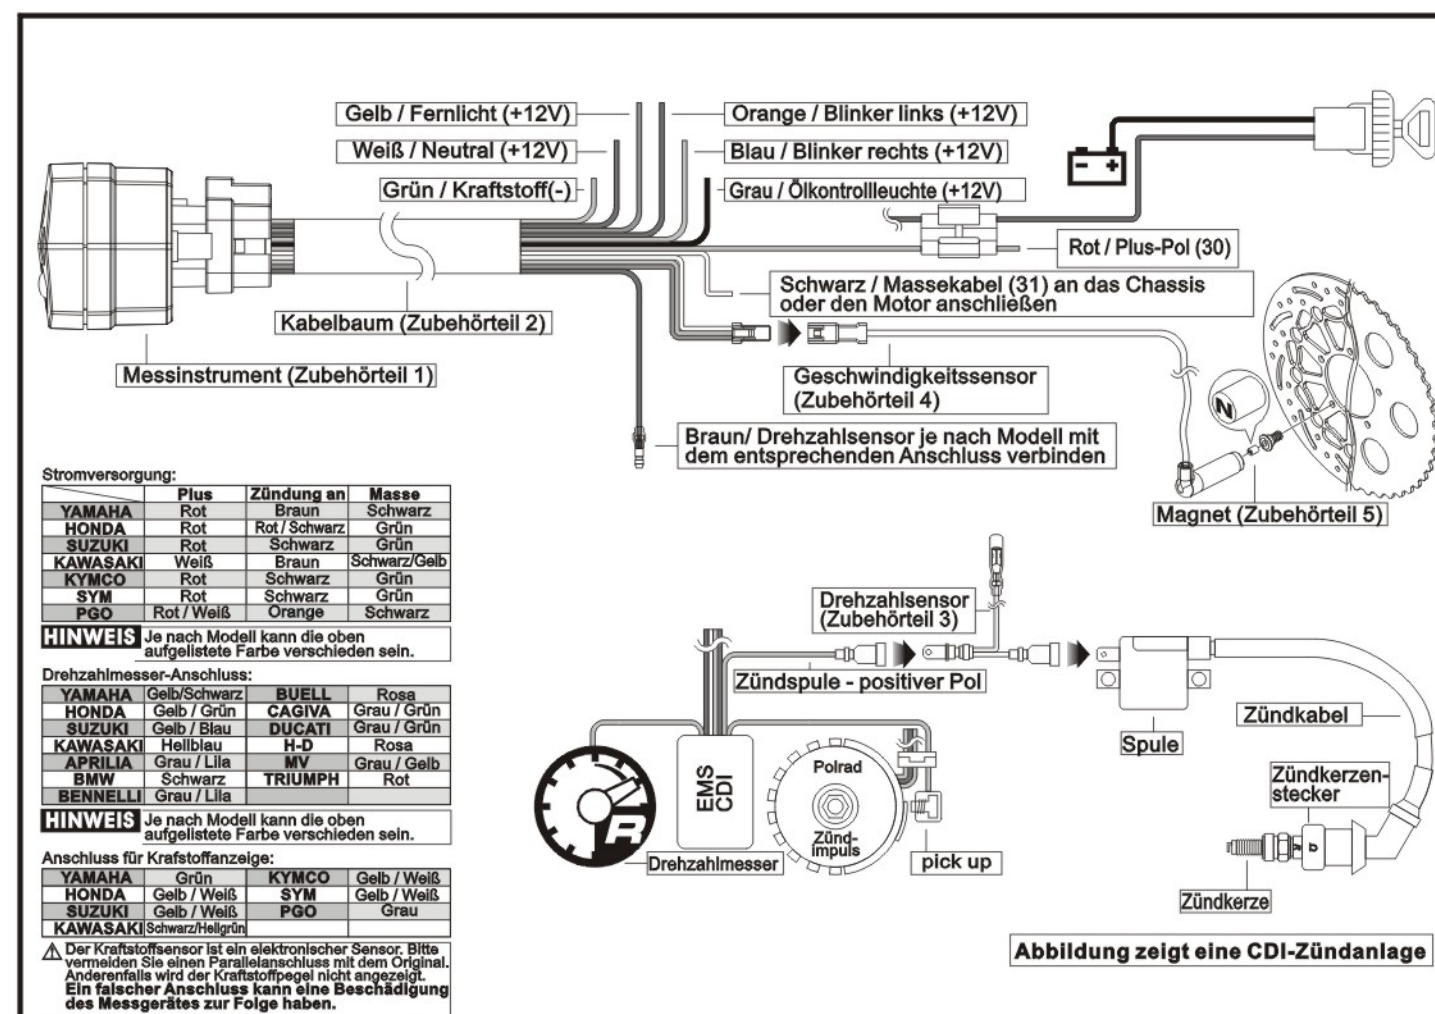 Gelb / Fernlicht (+12V)
Orange / Blinker links (+12V)
Weiß / Neutral (+12V)
Blau / Blinker rechts (+12V)
Grün / Kraftstoff(-)
Grau / Ölkontrollleuchte (+12V)
Rot / Plus-Pol (30)
Schwarz / Massekabel (31) an das Chassis
oder den Motor anschließen
Kabelbaum (Zubehörteil 2)
Messinstrument (Zubehörteil 1)
Geschwindigkeitssensor
(Zubehörteil 4)
N
Braun/ Drehzahlsensor je nach Modell mit
dem entsprechenden Anschluss verbinden
Magnet (Zubehörteil 5)
Stromversorgung:
Plus Zündung an Masse
YAMAHA Rot Braun Schwarz
HONDA Rot / Schwarz Grün
SUZUKI Rot Schwarz Grün
KAWASAKI Weiß Braun Schwarz/Gelb
KYMCO Rot Schwarz Grün
SYM Rot Schwarz Grün
PGO Rot / Weiß Orange Schwarz
HINWEIS Je nach Modell kann die oben
aufgelistete Farbe verschieden sein.
Drehzahlmesser-Anschluss:
YAMAHA Gelb/Schwarz BUELL Rosa
HONDA Gelb / Grün CAGIVA Grau / Grün
SUZUKI Gelb / Blau DUCATI Grau / Grün
KAWASAKI Hellblau H-D Rosa
APRILIA Grau / Lila MV Grau / Gelb
BMW Schwarz TRIUMPH Rot
BENNELLI Grau / Lila
HINWEIS Je nach Modell kann die oben
aufgelistete Farbe verschieden sein.
Anschluss für Krafstoffanzeige:
YAMAHA Grün KYMCO Gelb / Weiß
HONDA Gelb / Weiß SYM Gelb / Weiß
SUZUKI Gelb / Weiß PGO Grau
KAWASAKI Schwarz/Hellgrün
Der Kraftstoffsensor ist ein elektronischer Sensor. Bitte
vermeiden Sie einen Parallelanschluss mit dem Original.
Anderenfalls wird der Kraftstoffpegel nicht angezeigt.
Ein falscher Anschluss kann eine Beschädigung
des Messgerätes zur Folge haben.
Drehzahlsensor
(Zubehörteil 3)
Zündspule - positiver Pol
Spule
Zündkabel
Zündkerzen-
stecker
Zündkerze
EMS
CDI
Polrad
Zünd-
impuls
R
Drehzahlmesser
pick up
Abbildung zeigt eine CDI-Zündanlage